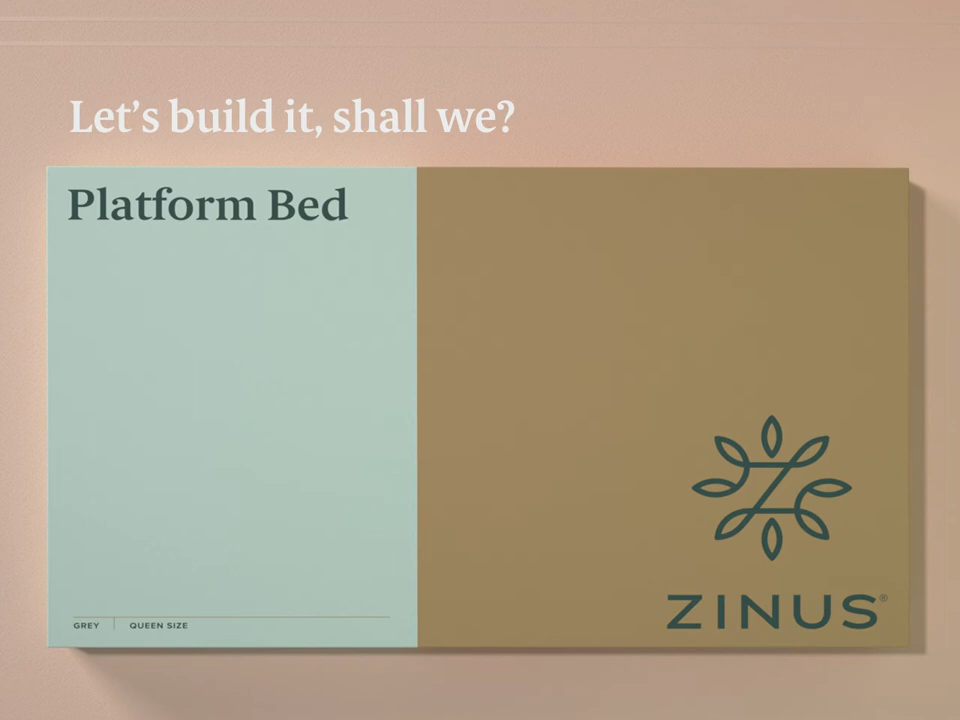 Let's build it, shall we?
Platform Bed
GREY | QUEEN SIZE
ZINUS®